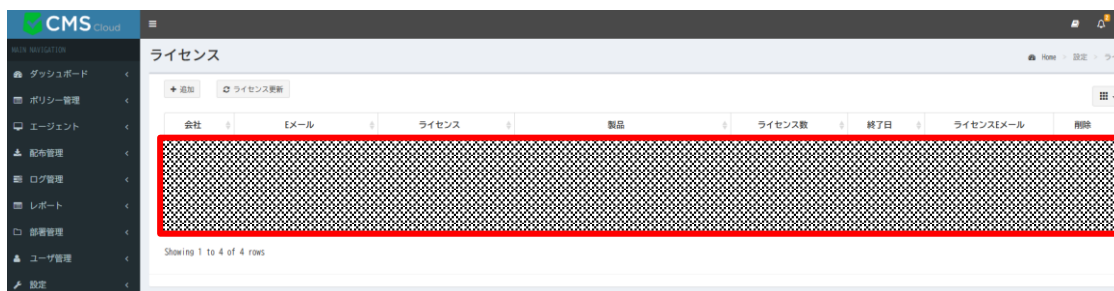 CMS Cloud
MAIN NAVIGATION
ライセンス
Home > 設定 >
ダッシュボード
ポリシー管理
エージェント
配布管理
ログ管理
レポート
部署管理
ユーザ管理
設定
+ 追加 ライセンス更新
会社 Eメール ライセンス 製品 ライセンス数 終了日 ライセンスEメール 削除
Showing 1 to 4 of 4 rows